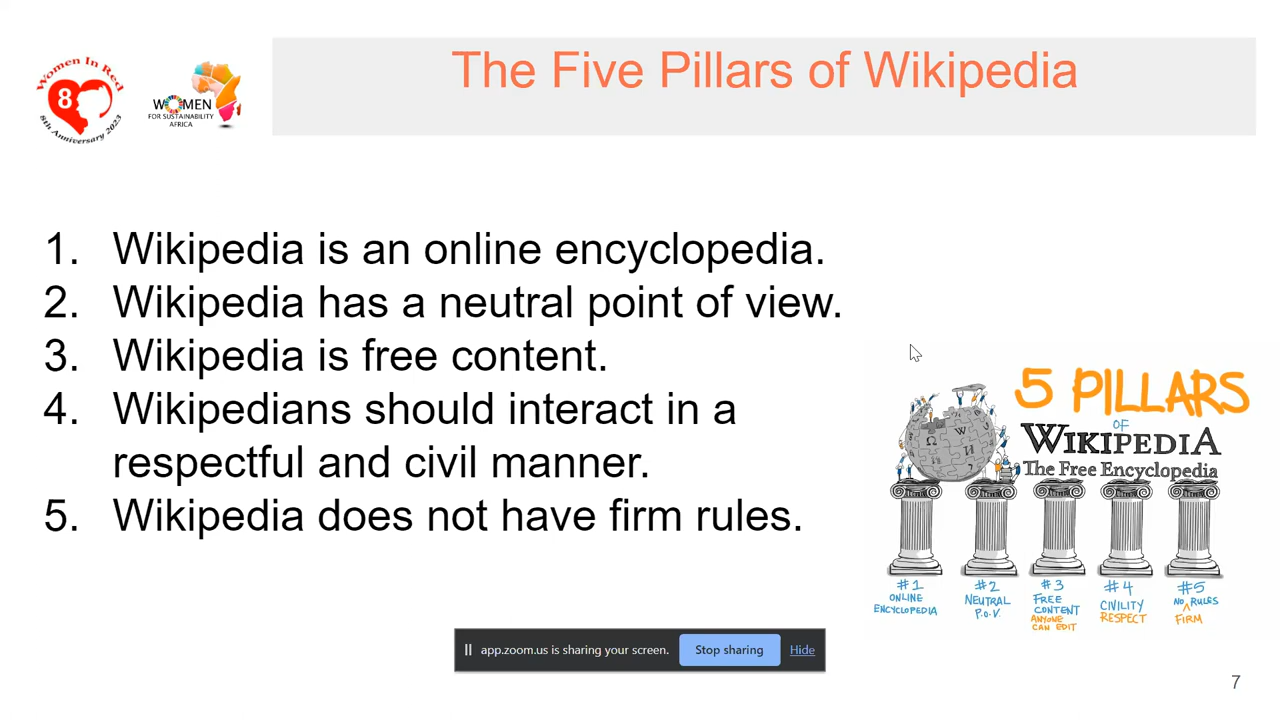 Women In Red
8
8th Anniversary 2023
WOMEN
FOR SUSTAINABILITY
AFRICA
The Five Pillars of Wikipedia
1. Wikipedia is an online encyclopedia.
2. Wikipedia has a neutral point of view.
3. Wikipedia is free content.
4. Wikipedians should interact in a
respectful and civil manner.
5. Wikipedia does not have firm rules.
5 PILLARS
OF
WIKIPEDIA
The Free Encyclopedia
Ω W И
#1
ONLINE
ENCYCLOPEDIA
#2
NEUTRAL
P.O.V.
#3
FREE
CONTENT
ANYONE
CAN EDIT
#4
CIVILITY
RESPECT
#5
NO RULES
FIRM
app.zoom.us is sharing your screen. Stop sharing Hide
7